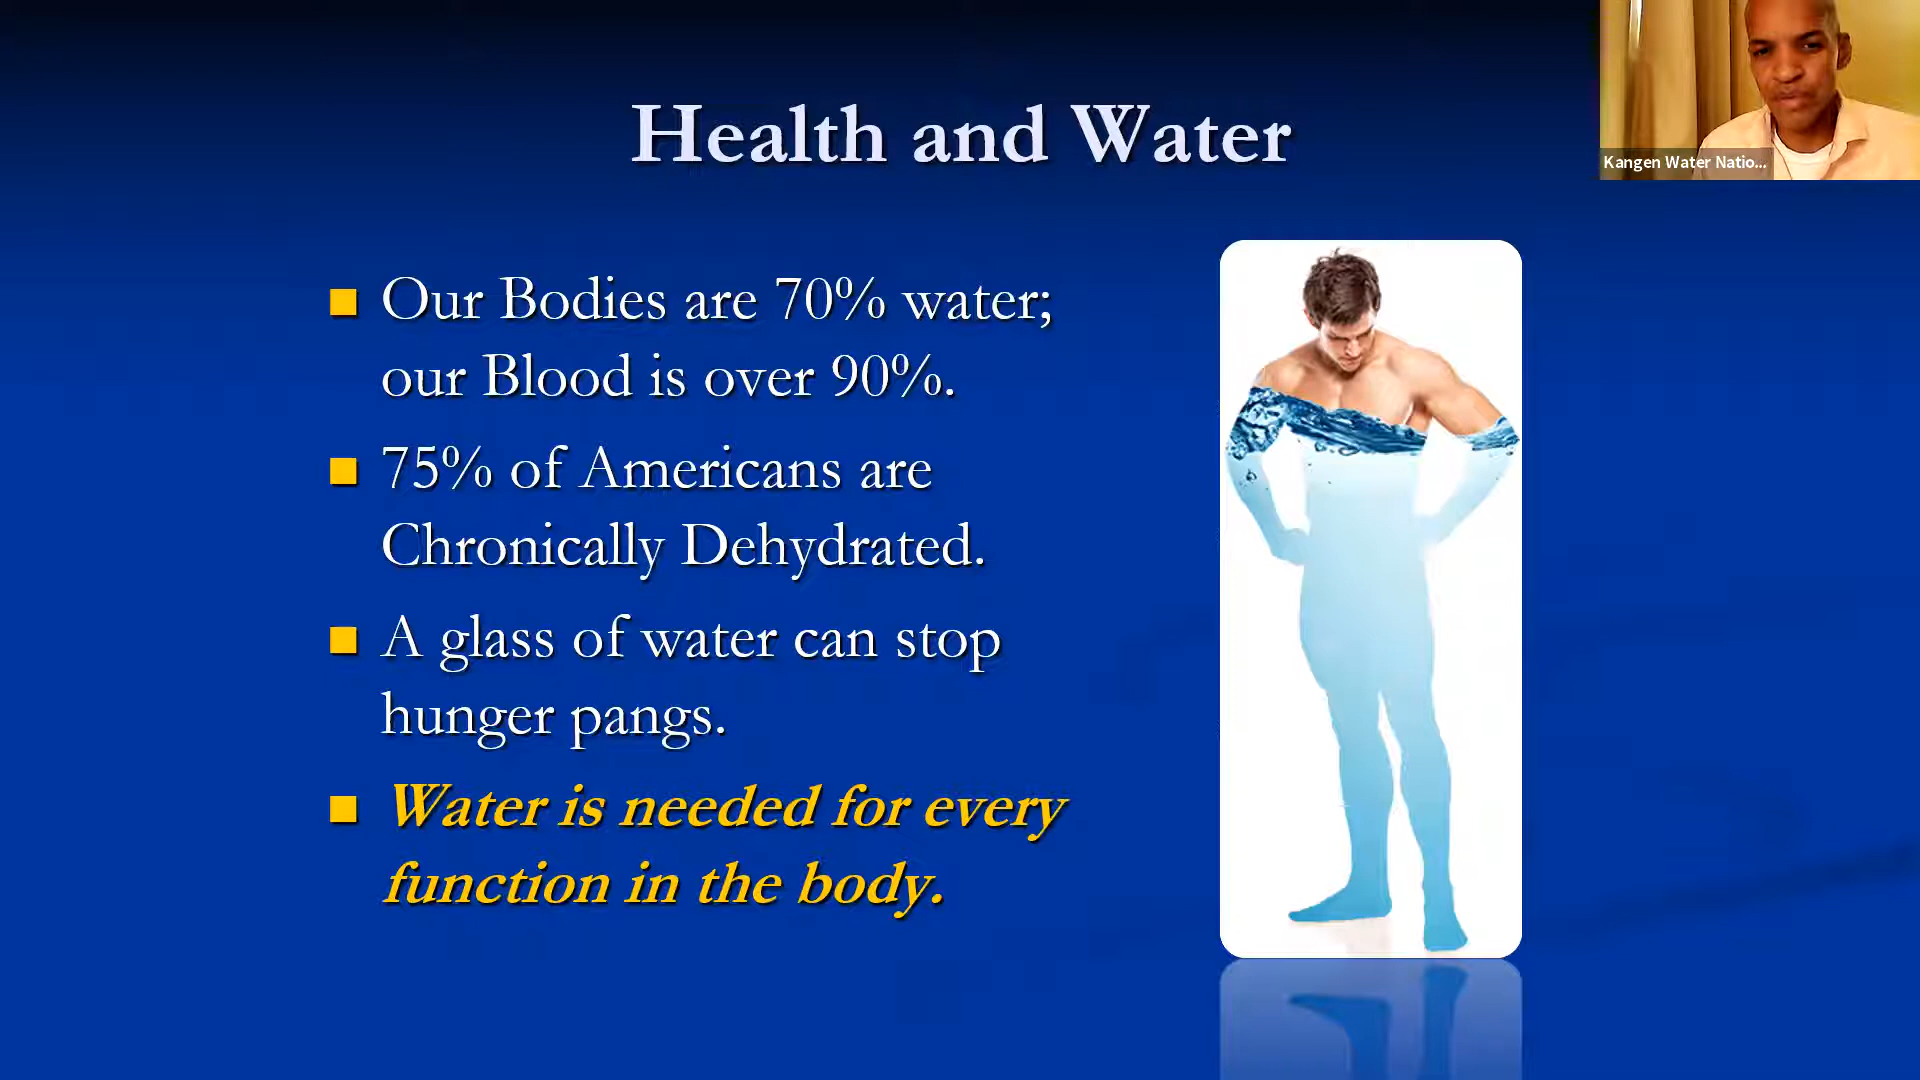 Health and Water
Kangen Water Natio...
Our Bodies are 70% water;
our Blood is over 90%.
75% of Americans are
Chronically Dehydrated.
A glass of water can stop
hunger pangs.
Water is needed for every
function in the body.